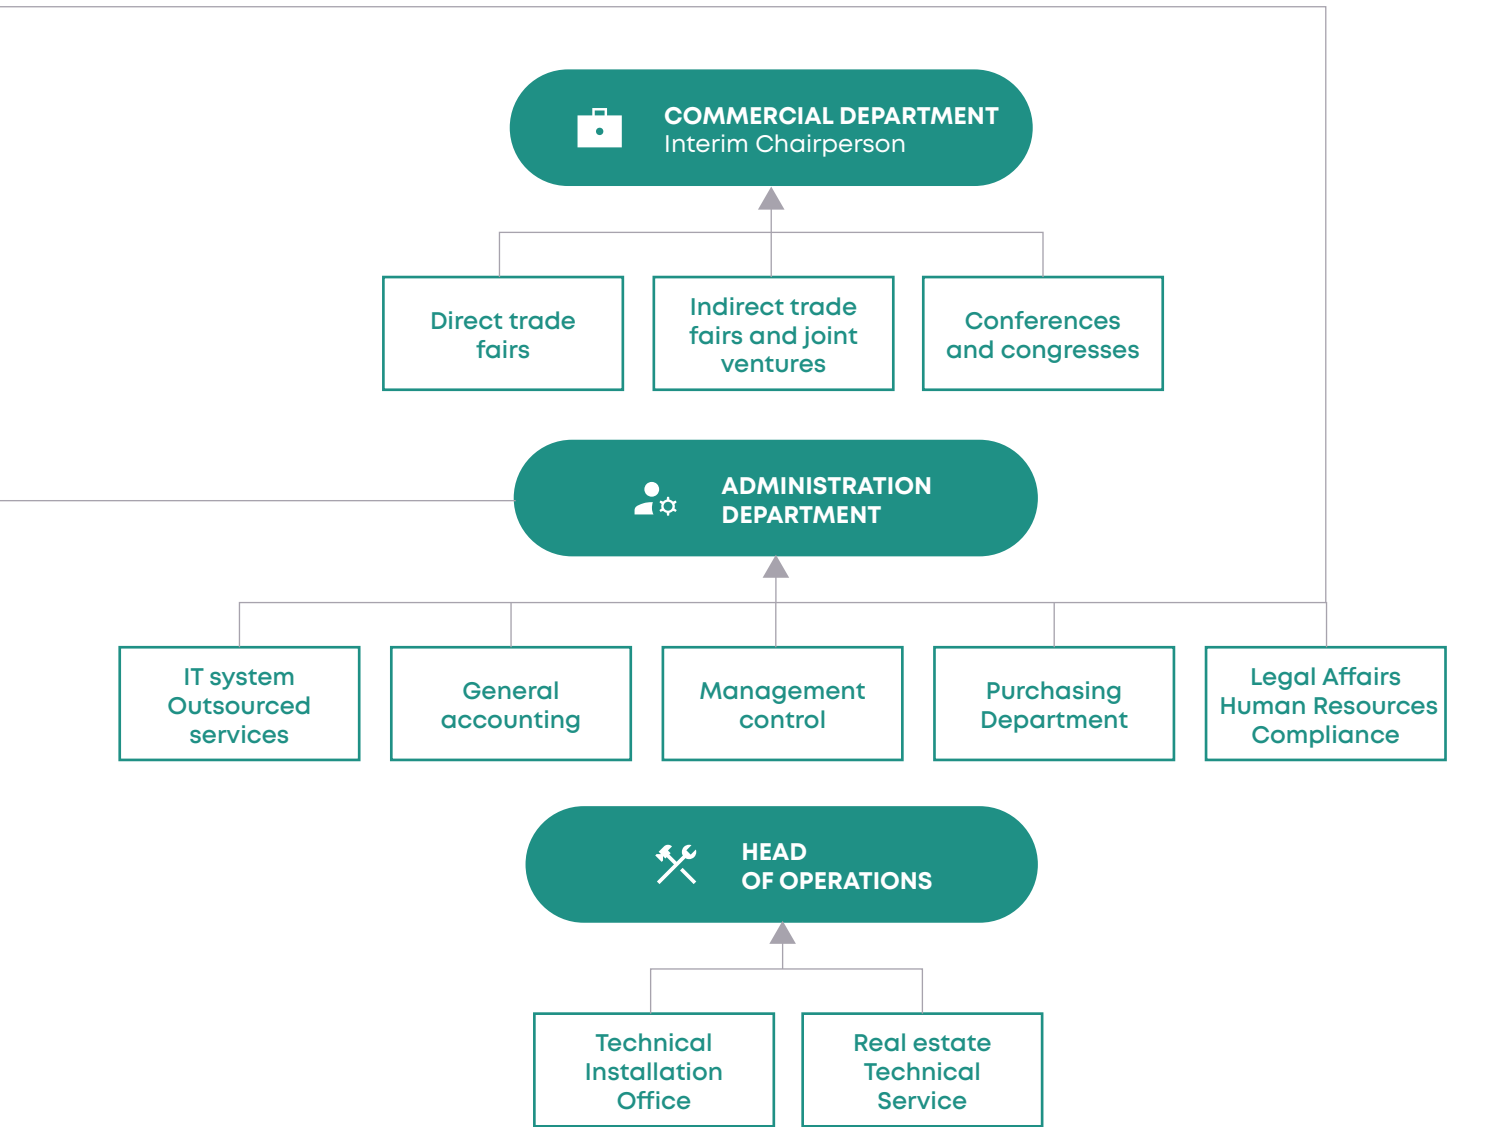 COMMERCIAL DEPARTMENT
Interim Chairperson
Direct trade
fairs
Indirect trade
fairs and joint
ventures
Conferences
and congresses
ADMINISTRATION
DEPARTMENT
IT system
Outsourced
services
General
accounting
Management
control
Purchasing
Department
Legal Affairs
Human Resources
Compliance
HEAD
OF OPERATIONS
Technical
Installation
Office
Real estate
Technical
Service